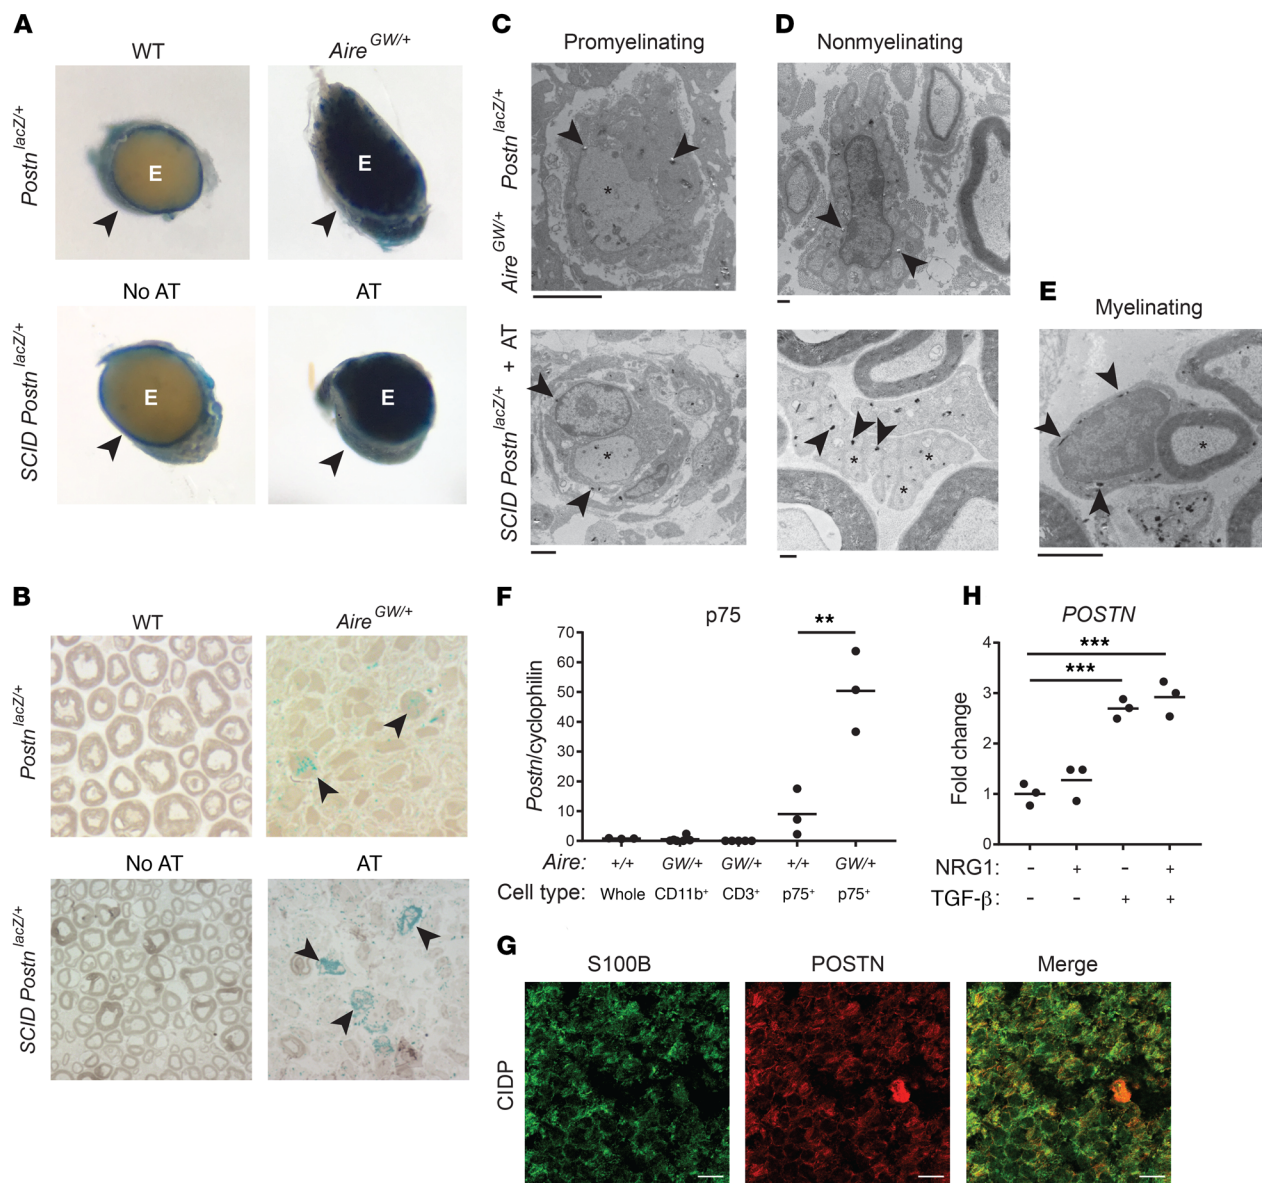 A
WT
Aire GW/+
Postn lacZ/+
E
E
No AT
AT
SCID Postn lacZ/+
E
E
B
WT
Aire GW/+
Postn lacZ/+
No AT
AT
SCID Postn lacZ/+
C
Promyelinating
D
Nonmyelinating
Aire GW/+ Postn lacZ/+
*
SCID Postn lacZ/+ + AT
*
*
*
*
E
Myelinating
*
F
p75
**
Postn/cyclophilin
70
60
50
40
30
20
10
0
Aire: +/+ GW/+ GW/+ +/+ GW/+
Cell type: Whole CD11b+ CD3+ p75+ p75+
H
POSTN
***
***
Fold change
4
3
2
1
0
NRG1: - + - +
TGF-β: - - + +
G
S100B
POSTN
Merge
CIDP